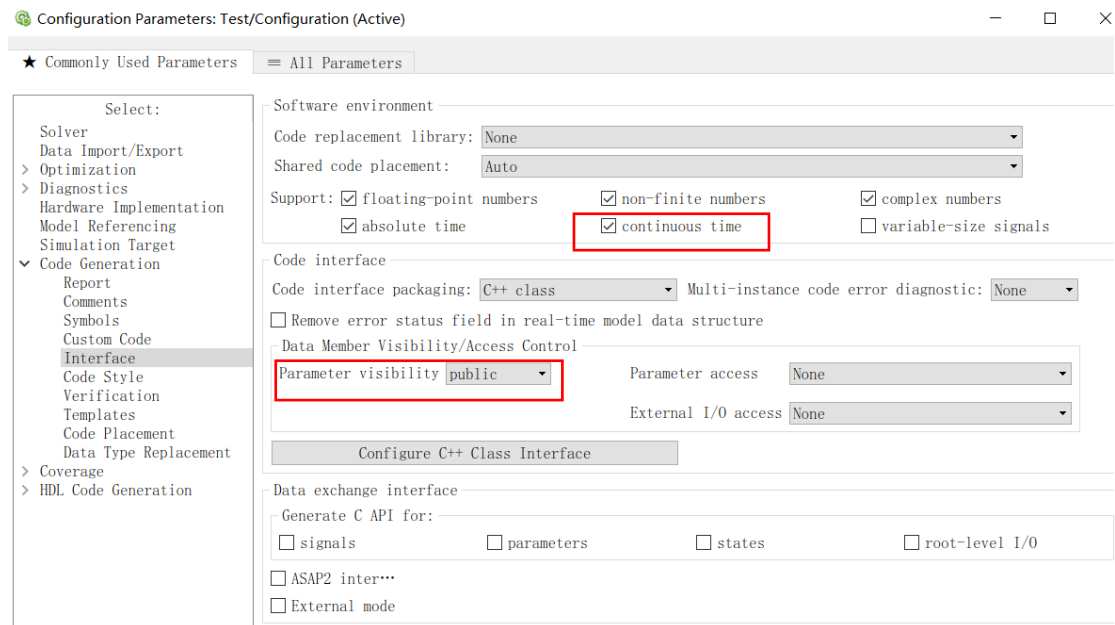 Configuration Parameters: Test/Configuration (Active)
★ Commonly Used Parameters
≡ All Parameters
Select:
Solver
Data Import/Export
Optimization
Diagnostics
Hardware Implementation
Model Referencing
Simulation Target
Code Generation
Report
Comments
Symbols
Custom Code
Interface
Code Style
Verification
Templates
Code Placement
Data Type Replacement
Coverage
HDL Code Generation
Software environment
Code replacement library: None
Shared code placement: Auto
Support: floating-point numbers non-finite numbers complex numbers
absolute time continuous time variable-size signals
Code interface
Code interface packaging: C++ class Multi-instance code error diagnostic: None
Remove error status field in real-time model data structure
Data Member Visibility/Access Control
Parameter visibility public Parameter access None
External I/O access None
Configure C++ Class Interface
Data exchange interface
Generate C API for:
signals parameters states root-level I/O
ASAP2 inter…
External mode